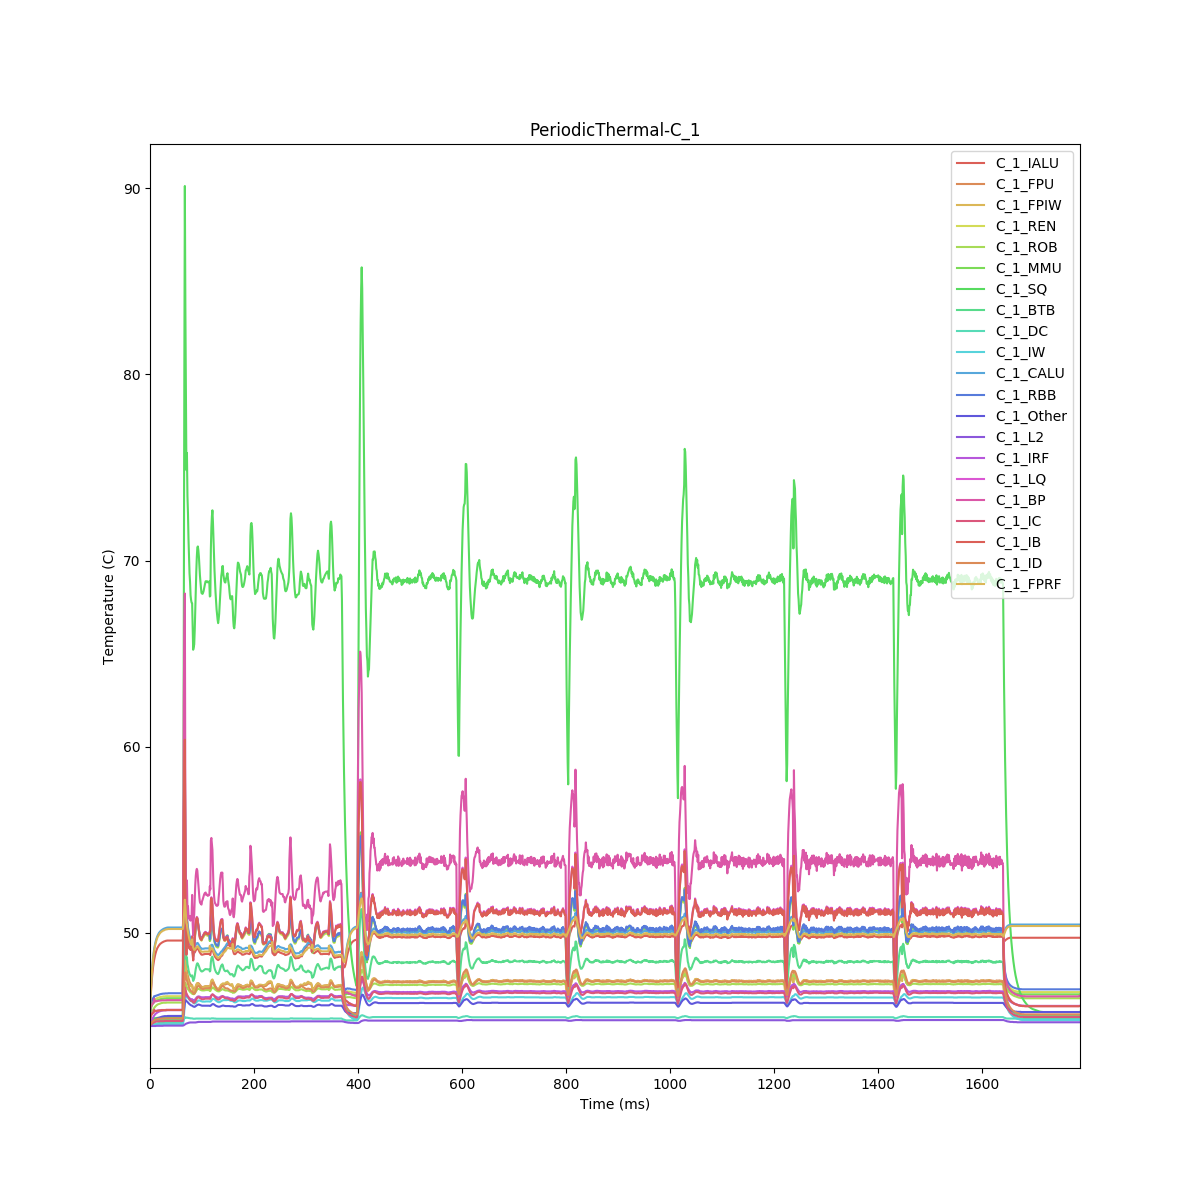 PeriodicThermal-C_1
C_1_IALU
C_1_FPU
C_1_FPIW
C_1_REN
C_1_ROB
C_1_MMU
C_1_SQ
C_1_BTB
C_1_DC
C_1_IW
C_1_CALU
C_1_RBB
C_1_Other
C_1_L2
C_1_IRF
C_1_LQ
C_1_BP
C_1_IC
C_1_IB
C_1_ID
C_1_FPRF
90
80
70
60
50
Temperature (C)
0 200 400 600 800 1000 1200 1400 1600
Time (ms)